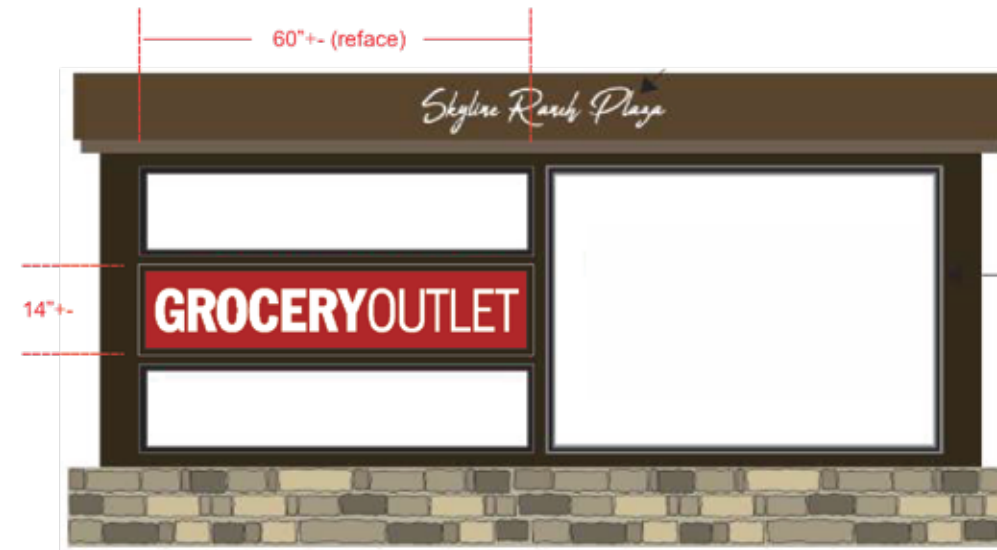 60"+- (reface)
Skyline Ranch Plaza
GROCERYOUTLET
14"+-